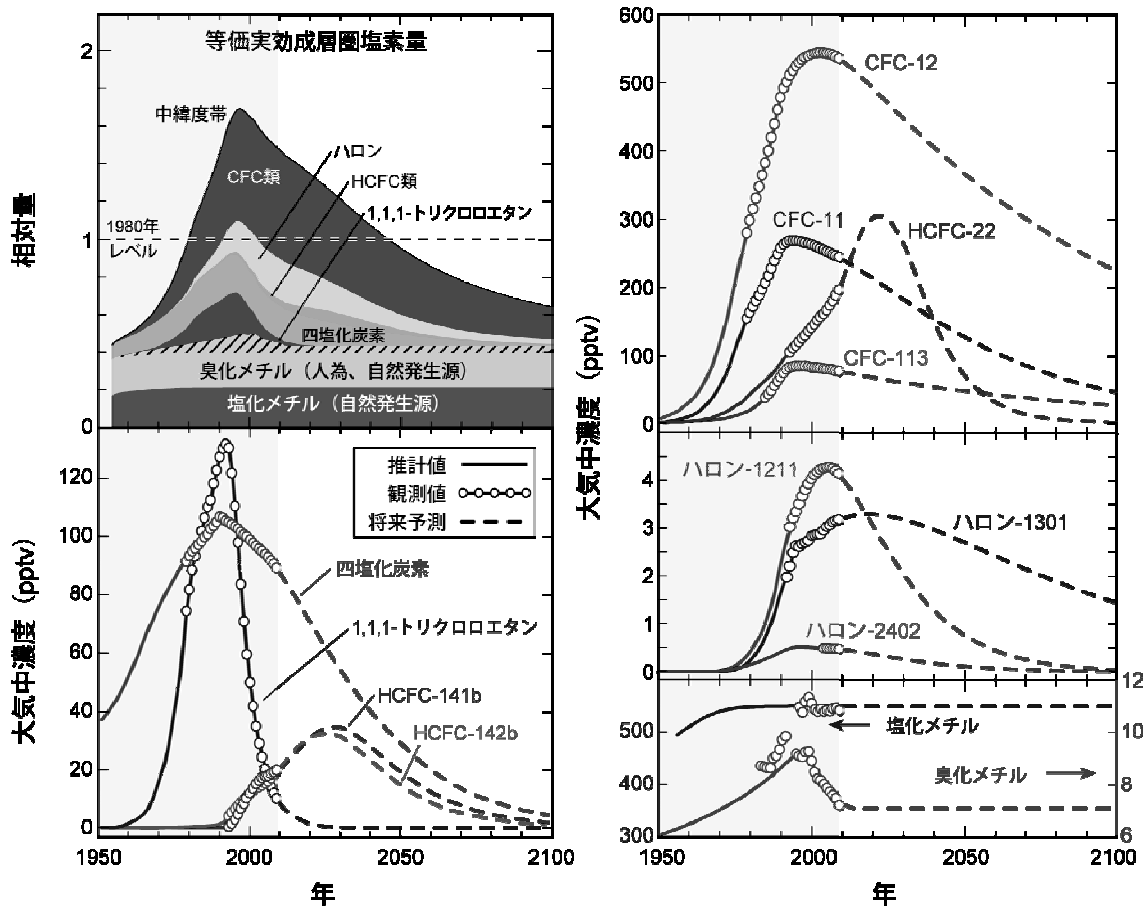 等価実効成層圏塩素量
相対量
2
1
0
中緯度帯
CFC類
ハロン
HCFC類
1,1,1-トリクロロエタン
1980年
レベル
四塩化炭素
臭化メチル（人為、自然発生源）
塩化メチル（自然発生源）
大気中濃度（pptv）
120
100
80
60
40
20
0
推計値
観測値
将来予測
四塩化炭素
1,1,1-トリクロロエタン
HCFC-141b
HCFC-142b
1950
2000
2050
2100
年
大気中濃度（pptv）
600
500
400
300
200
100
0
CFC-12
CFC-11
HCFC-22
CFC-113
4
3
2
1
0
ハロン-1211
ハロン-1301
ハロン-2402
500
400
300
12
10
8
6
塩化メチル
臭化メチル
1950
2000
2050
2100
年